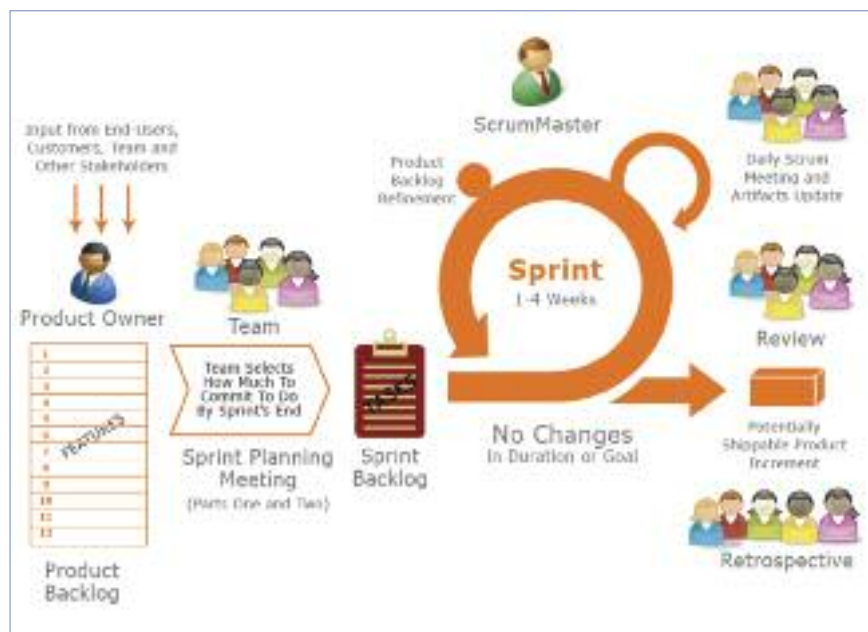 Input from End-Users,
Customers, Team and
Other Stakeholders
Product Owner
Team
1
2
3
4
5
6
7
8
9
10
11
12
FEATURES
Product
Backlog
Team Selects
How Much To
Commit To Do
By Sprint's End
Sprint Planning
Meeting
(Parts One and Two)
TASKS
Sprint
Backlog
ScrumMaster
Product
Backlog
Refinement
Sprint
1-4 Weeks
No Changes
in Duration or Goal
Daily Scrum
Meeting and
Artifacts Update
Review
Potentially
Shippable Product
Increment
Retrospective